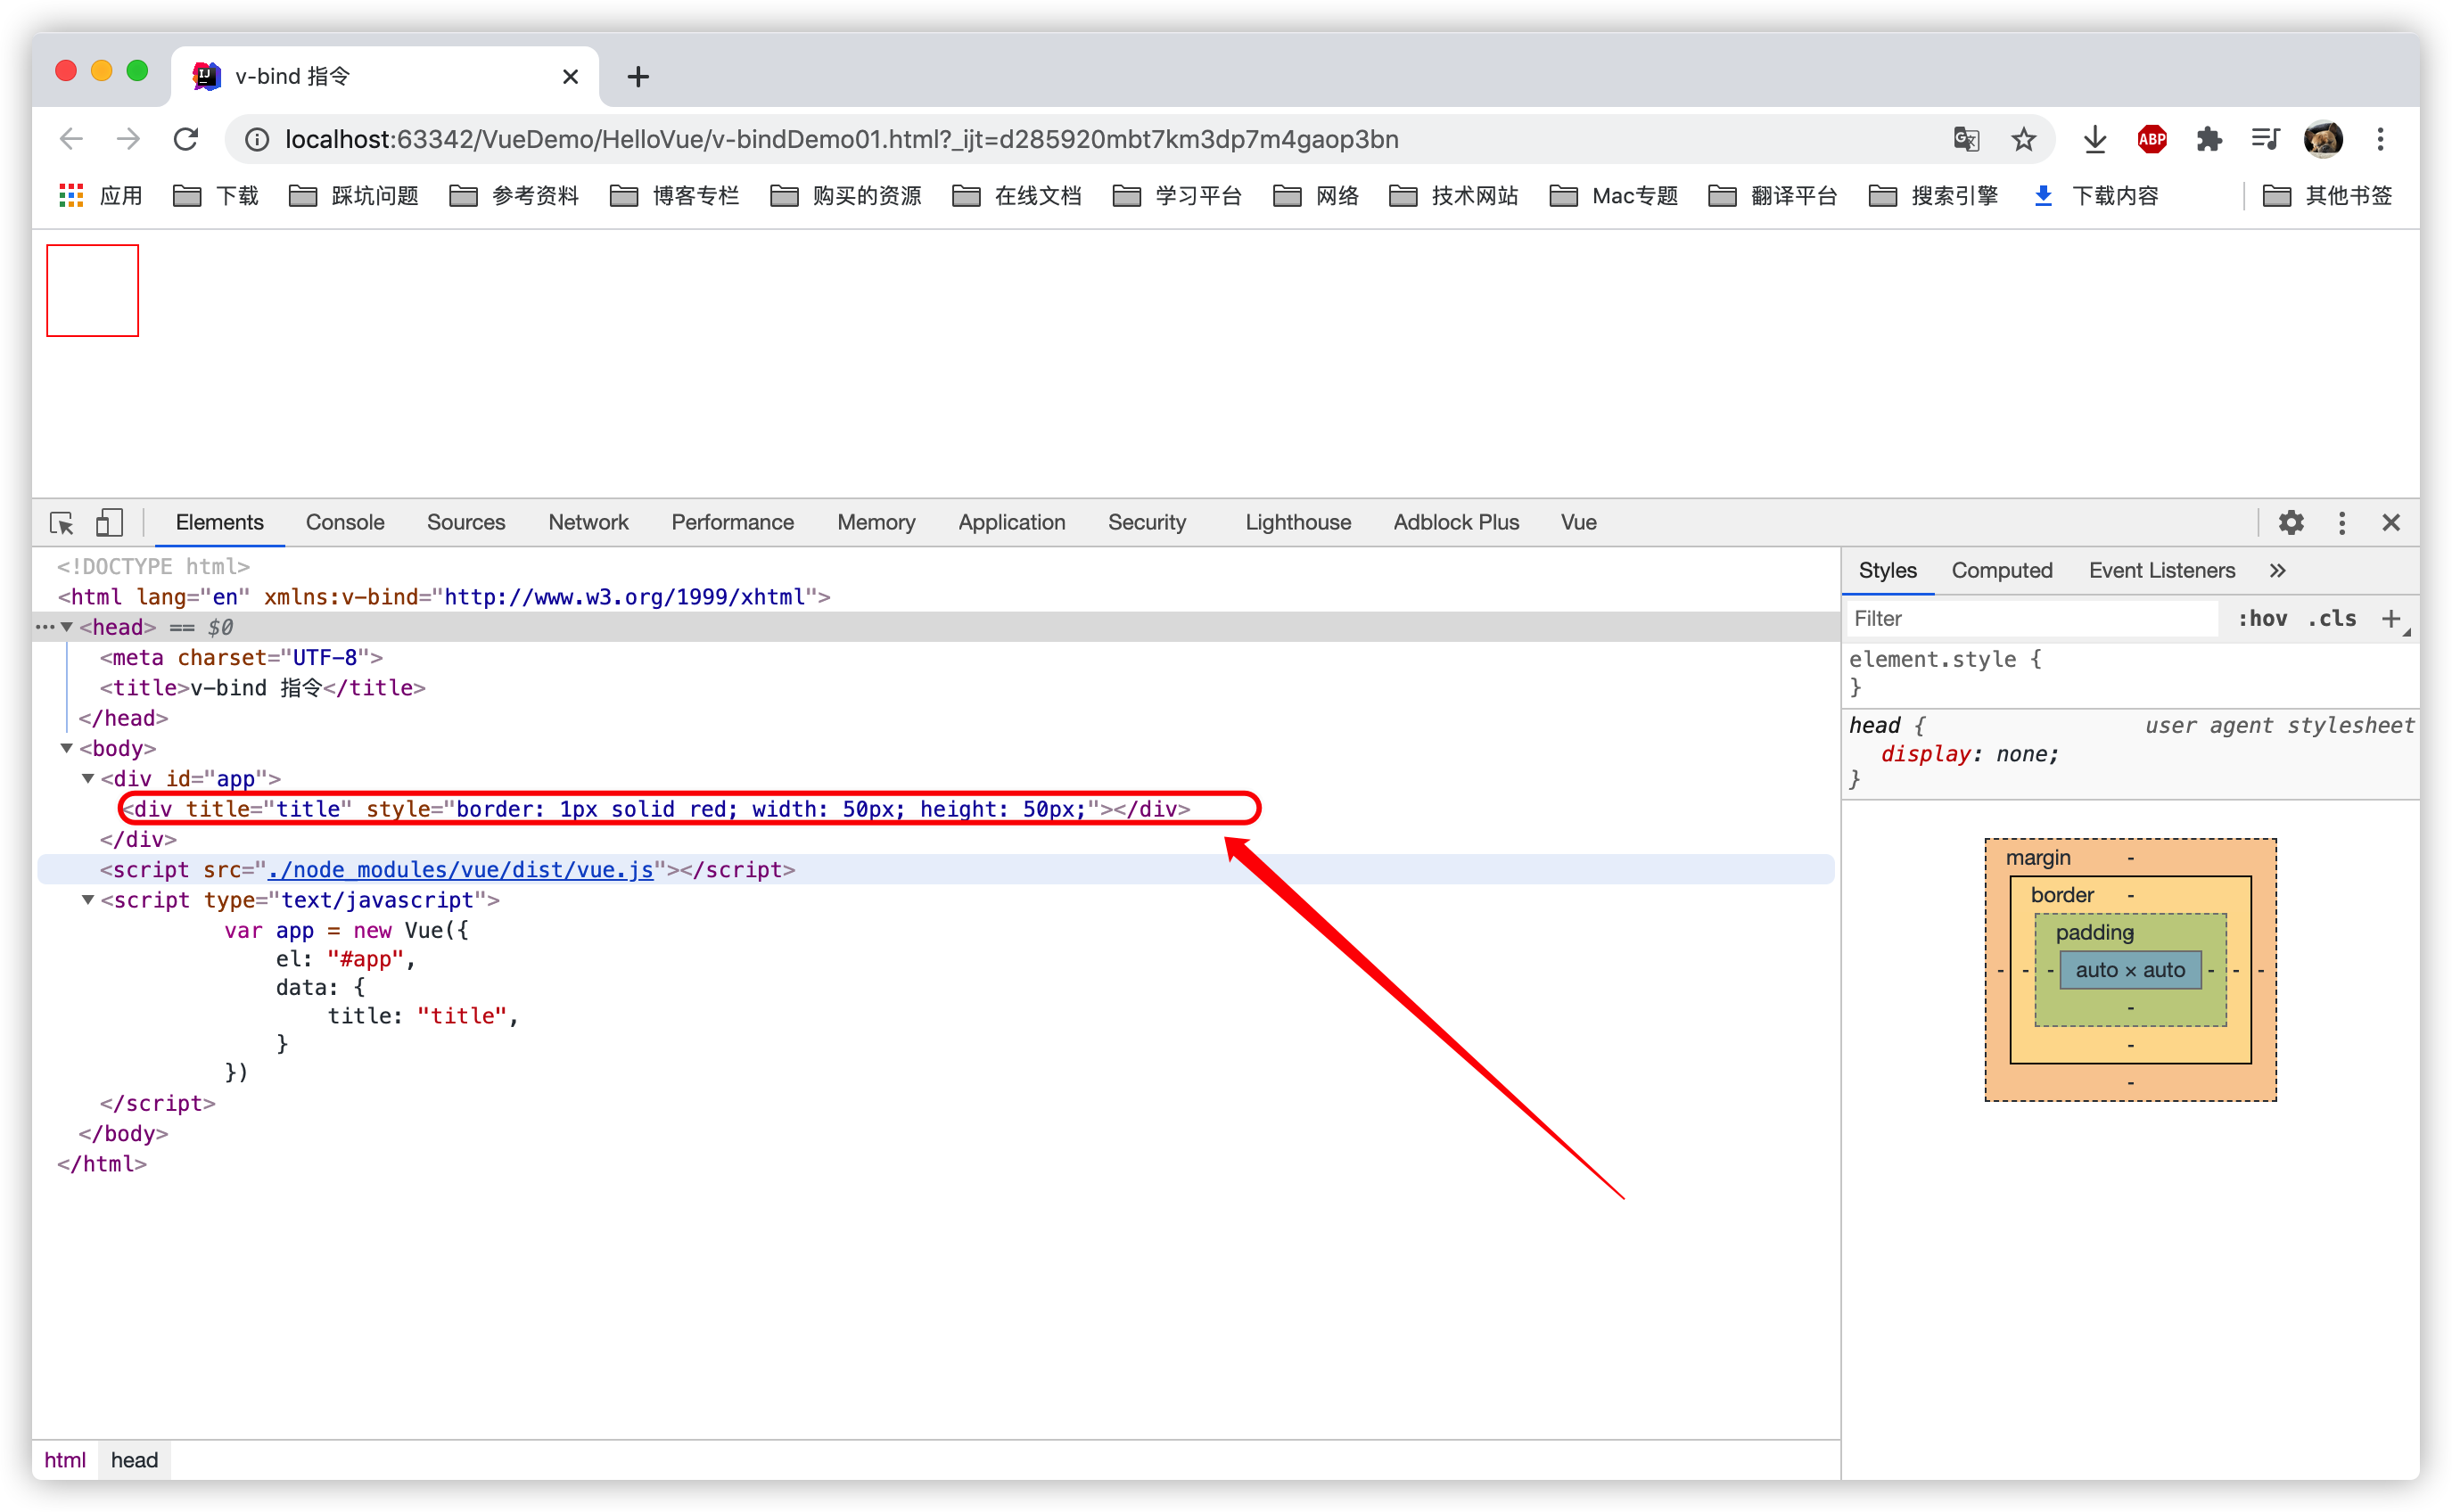 v-bind 指令
localhost:63342/VueDemo/HelloVue/v-bindDemo01.html?_ijt=d285920mbt7km3dp7m4gaop3bn
ABP
应用 下载 踩坑问题 参考资料 博客专栏 购买的资源 在线文档 学习平台 网络 技术网站 Mac专题 翻译平台 搜索引擎 下载内容 其他书签
Elements Console Sources Network Performance Memory Application Security Lighthouse Adblock Plus Vue
<!DOCTYPE html>
<html lang="en" xmlns:v-bind="http://www.w3.org/1999/xhtml">
<head> == $0
<meta charset="UTF-8">
<title>v-bind 指令</title>
</head>
<body>
<div id="app">
<div title="title" style="border: 1px solid red; width: 50px; height: 50px;"></div>
</div>
<script src="./node_modules/vue/dist/vue.js"></script>
<script type="text/javascript">
var app = new Vue({
el: "#app",
data: {
title: "title",
}
})
</script>
</body>
</html>
html head
Styles Computed Event Listeners
Filter :hov .cls +
element.style {
}
head { user agent stylesheet
display: none;
}
margin -
border -
padding -
- - - auto × auto - - -
-
-
-